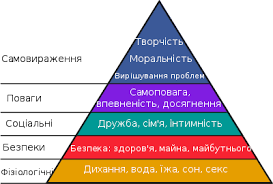 Творчість
Самовираження
Моральність
Вирішування проблем
Поваги
Самоповага,
впевненість, досягнення
Соціальні
Дружба, сім'я, інтимність
Безпеки
Безпека: здоров'я, майна, майбутнього
Фізіологічні
Дихання, вода, їжа, сон, секс